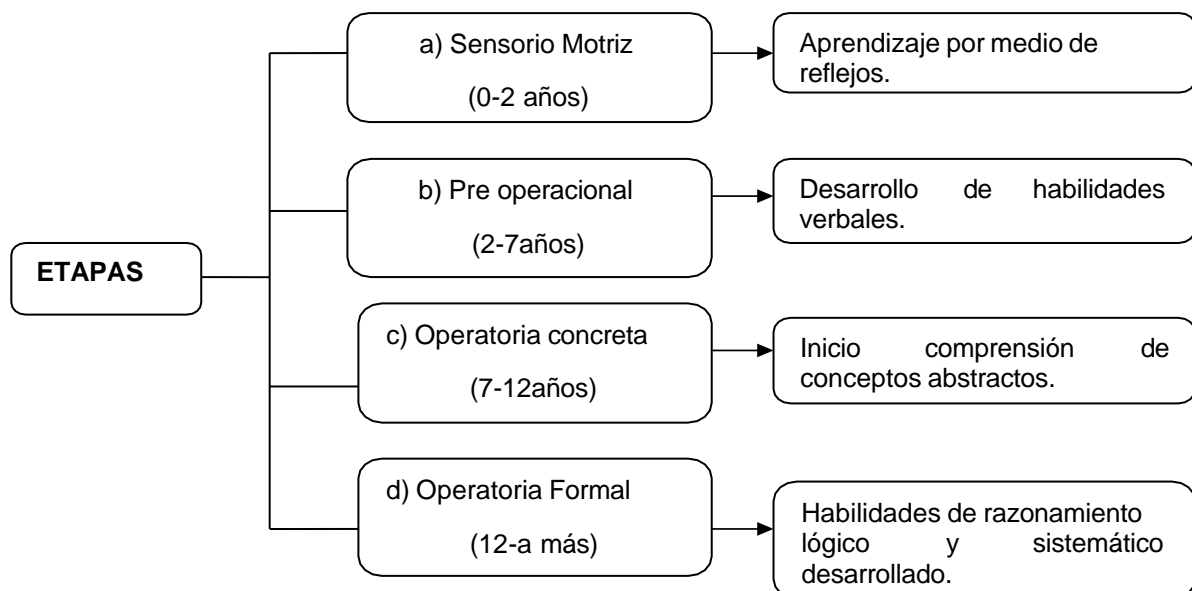 a) Sensorio Motriz
(0-2 años)
Aprendizaje por medio de
reflejos.
b) Pre operacional
(2-7años)
Desarrollo de habilidades
verbales.
ETAPAS
c) Operatoria concreta
(7-12años)
Inicio comprensión de
conceptos abstractos.
d) Operatoria Formal
(12-a más)
Habilidades de razonamiento
lógico y sistemático
desarrollado.